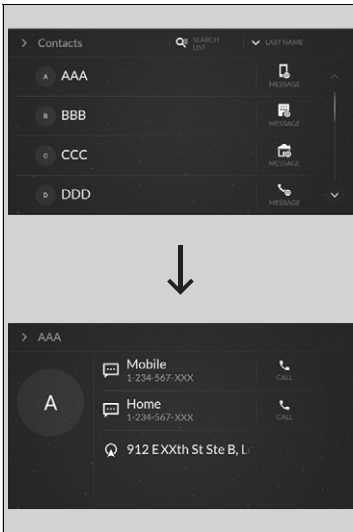 > Contacts
SEARCH LIST
LAST NAME
A AAA
MESSAGE
B BBB
MESSAGE
C CCC
MESSAGE
D DDD
MESSAGE
> AAA
A
Mobile
1-234-567-XXX
CALL
Home
1-234-567-XXX
CALL
912 E XXth St Ste B, L